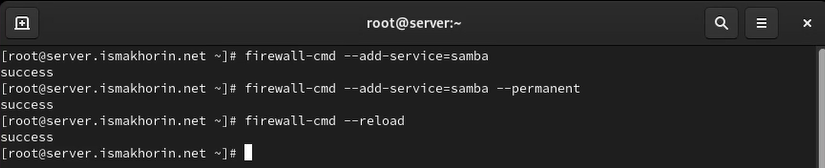 root@server:~
[root@server.ismakhorin.net ~]# firewall-cmd --add-service=samba
success
[root@server.ismakhorin.net ~]# firewall-cmd --add-service=samba --permanent
success
[root@server.ismakhorin.net ~]# firewall-cmd --reload
success
[root@server.ismakhorin.net ~]#